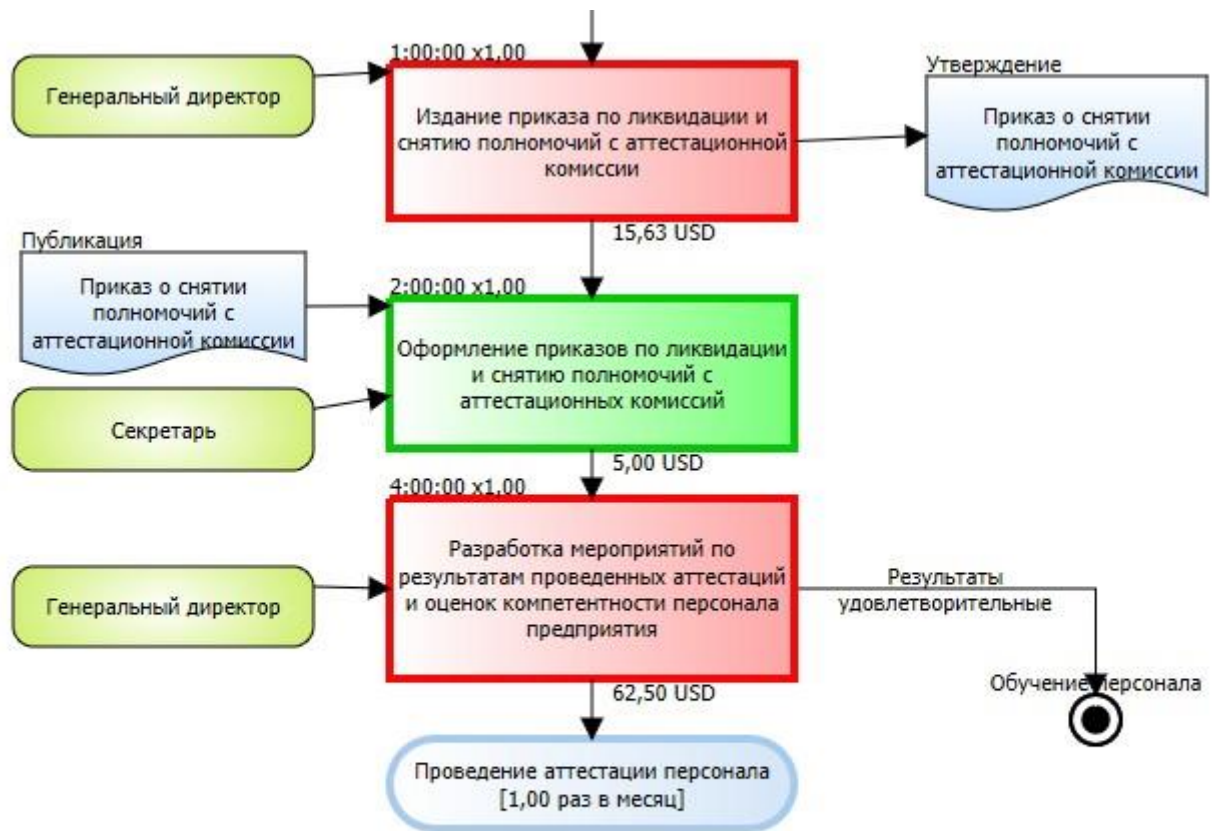 1:00:00 x1,00
Генеральный директор
Издание приказа по ликвидации и
снятию полномочий с аттестационной
комиссии
Утверждение
Приказ о снятии
полномочий с
аттестационной комиссии
15,63 USD
Публикация
Приказ о снятии
полномочий с
аттестационной комиссии
2:00:00 x1,00
Оформление приказов по ликвидации
и снятию полномочий с
аттестационных комиссий
Секретарь
5,00 USD
4:00:00 x1,00
Генеральный директор
Разработка мероприятий по
результатам проведенных аттестаций
и оценок компетентности персонала
предприятия
Результаты
удовлетворительные
Обучение персонала
62,50 USD
Проведение аттестации персонала
[1,00 раз в месяц]